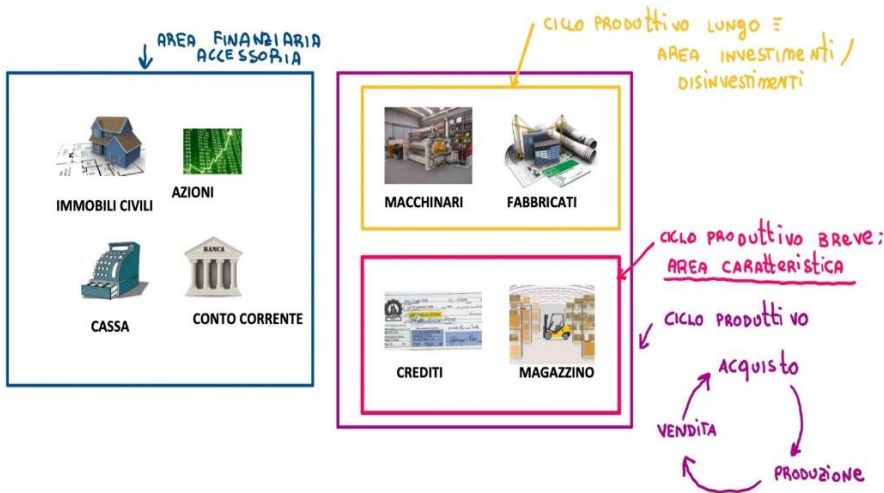 AREA FINANZIARIA
ACCESSORIA
CICLO PRODUTTIVO LUNGO =
AREA INVESTIMENTI /
DISINVESTIMENTI
IMMOBILI CIVILI
AZIONI
MACCHINARI
FABBRICATI
CICLO PRODUTTIVO BREVE;
AREA CARATTERISTICA
BANCA
CASSA
CONTO CORRENTE
CREDITI
MAGAZZINO
CICLO PRODUTTIVO
ACQUISTO
VENDITA
PRODUZIONE